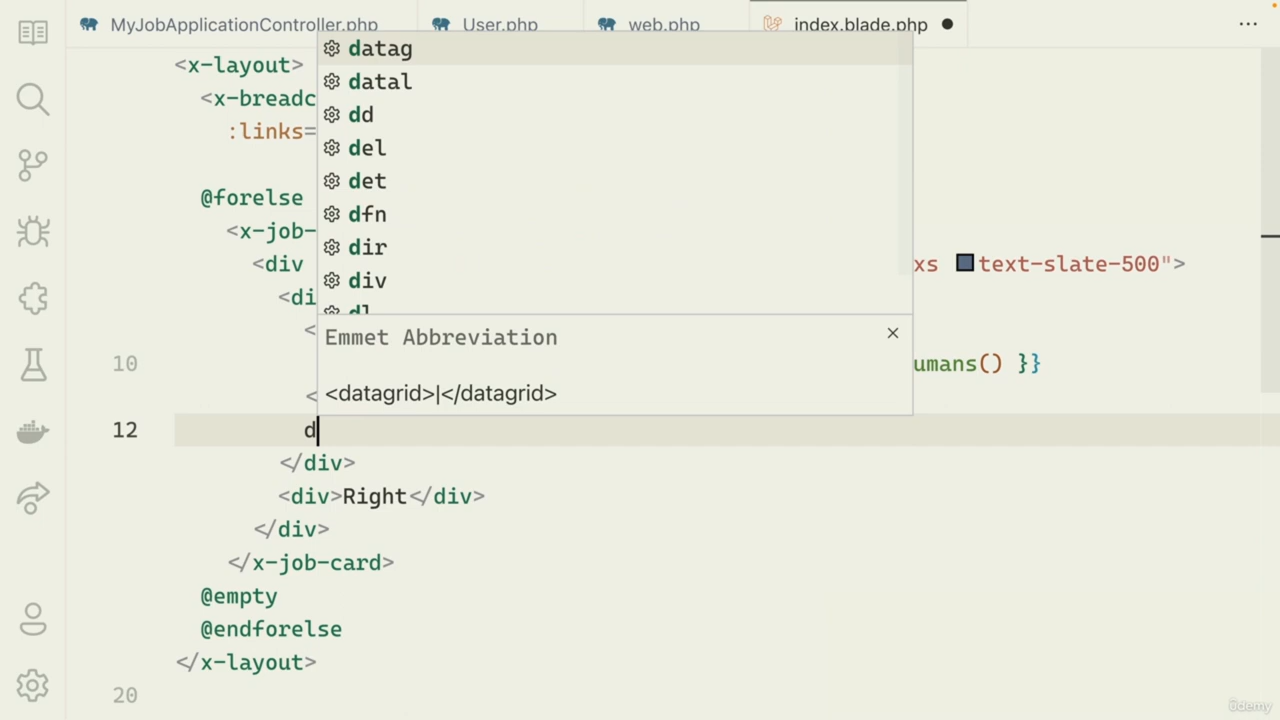 MyJobApplicationController.php User.php web.php index.blade.php
<x-layout>
<x-breadc
:links=
@forelse
<x-job-
<div xs text-slate-500">
<di
<
10 umans() }}
<
12 d
</div>
<div>Right</div>
</div>
</x-job-card>
@empty
@endforelse
</x-layout>
20
datag
datal
dd
del
det
dfn
dir
div
dl
Emmet Abbreviation
<datagrid>|</datagrid>
ûdemy